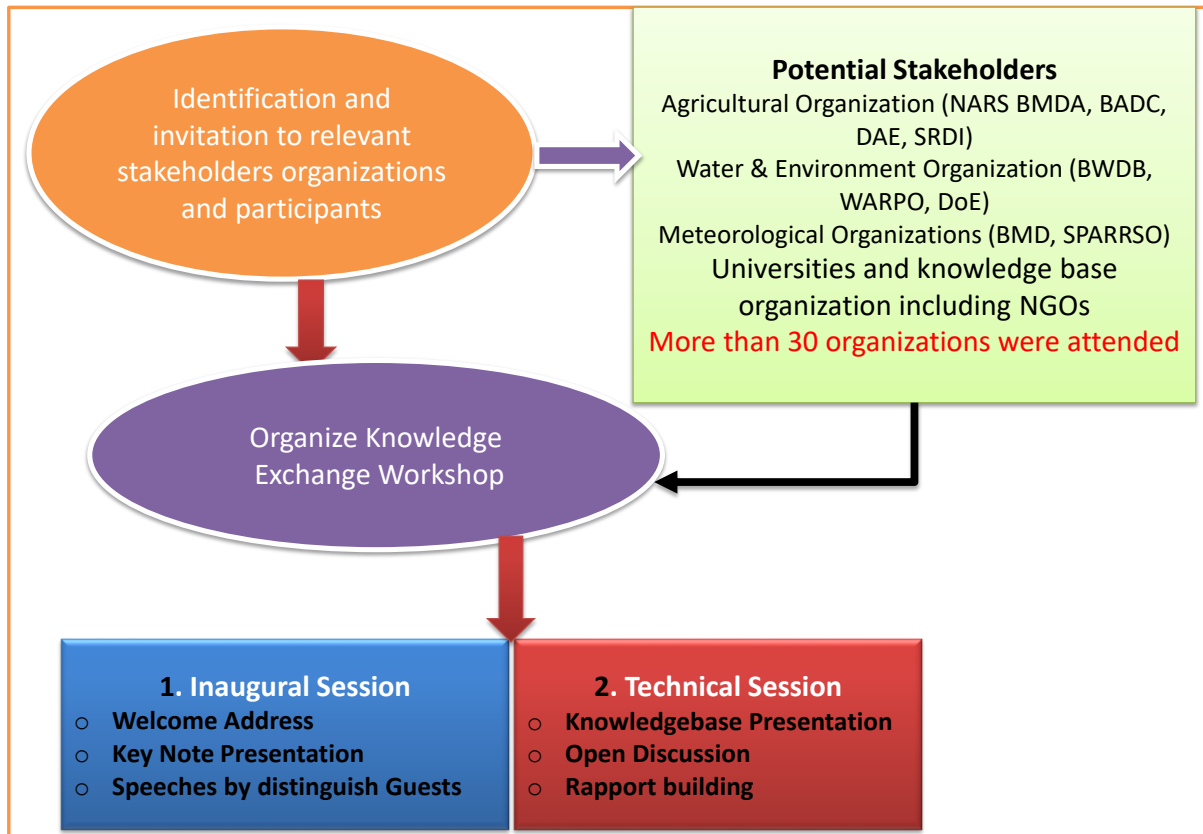 Identification and
invitation to relevant
stakeholders organizations
and participants
Potential Stakeholders
Agricultural Organization (NARS BMDA, BADC,
DAE, SRDI)
Water & Environment Organization (BWDB,
WARPO, DoE)
Meteorological Organizations (BMD, SPARRSO)
Universities and knowledge base
organization including NGOs
More than 30 organizations were attended
Organize Knowledge
Exchange Workshop
1. Inaugural Session
o Welcome Address
o Key Note Presentation
o Speeches by distinguish Guests
2. Technical Session
o Knowledgebase Presentation
o Open Discussion
o Rapport building